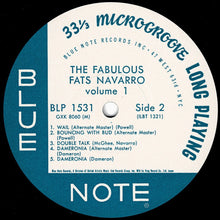 33⅓ MICROGROOVE LONG PLAYING
BLUE NOTE RECORDS INC • 47 WEST 63rd • NYC
THE FABULOUS
FATS NAVARRO
volume 1
BLP 1531 Side 2
GXK 8060 (M) (LBT 1321)
1. WAIL (Alternate Master)
(Powell)
2. BOUNCING WITH BUD (Alternate Master)
(Powell)
3. DOUBLE TALK (McGhee, Navarro)
4. DAMERONIA (Alternate Master)
(Dameron)
5. DAMERONIA (Dameron)
BLUE
NOTE